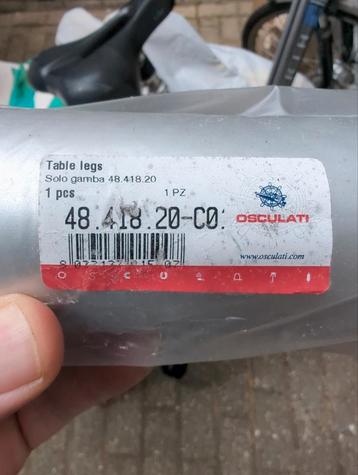 Table legs
Solo gamba 48.418.20
1 pcs 1 PZ
48.418.20-C0.
OSCULATI
www.osculati.com